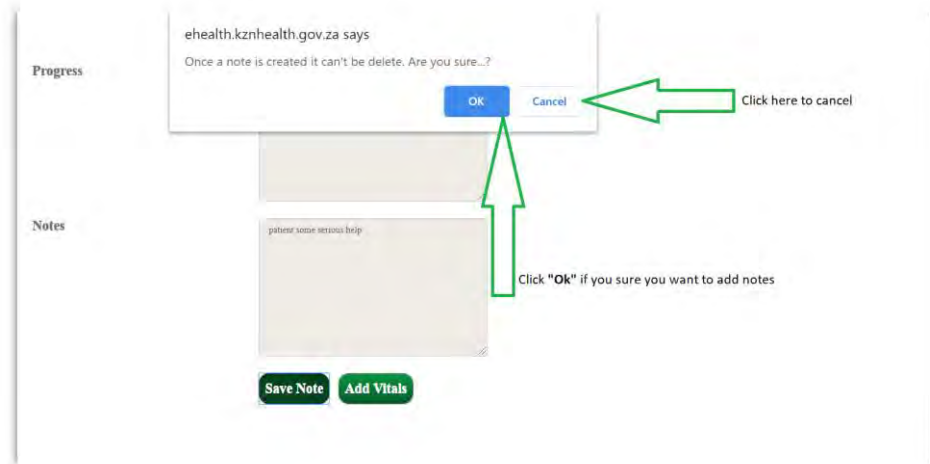 ehealth.kznhealth.gov.za says
Once a note is created it can't be delete. Are you sure...?
Progress
OK Cancel
Click here to cancel
Notes
patient some serious help
Click "Ok" if you sure you want to add notes
Save Note Add Vitals